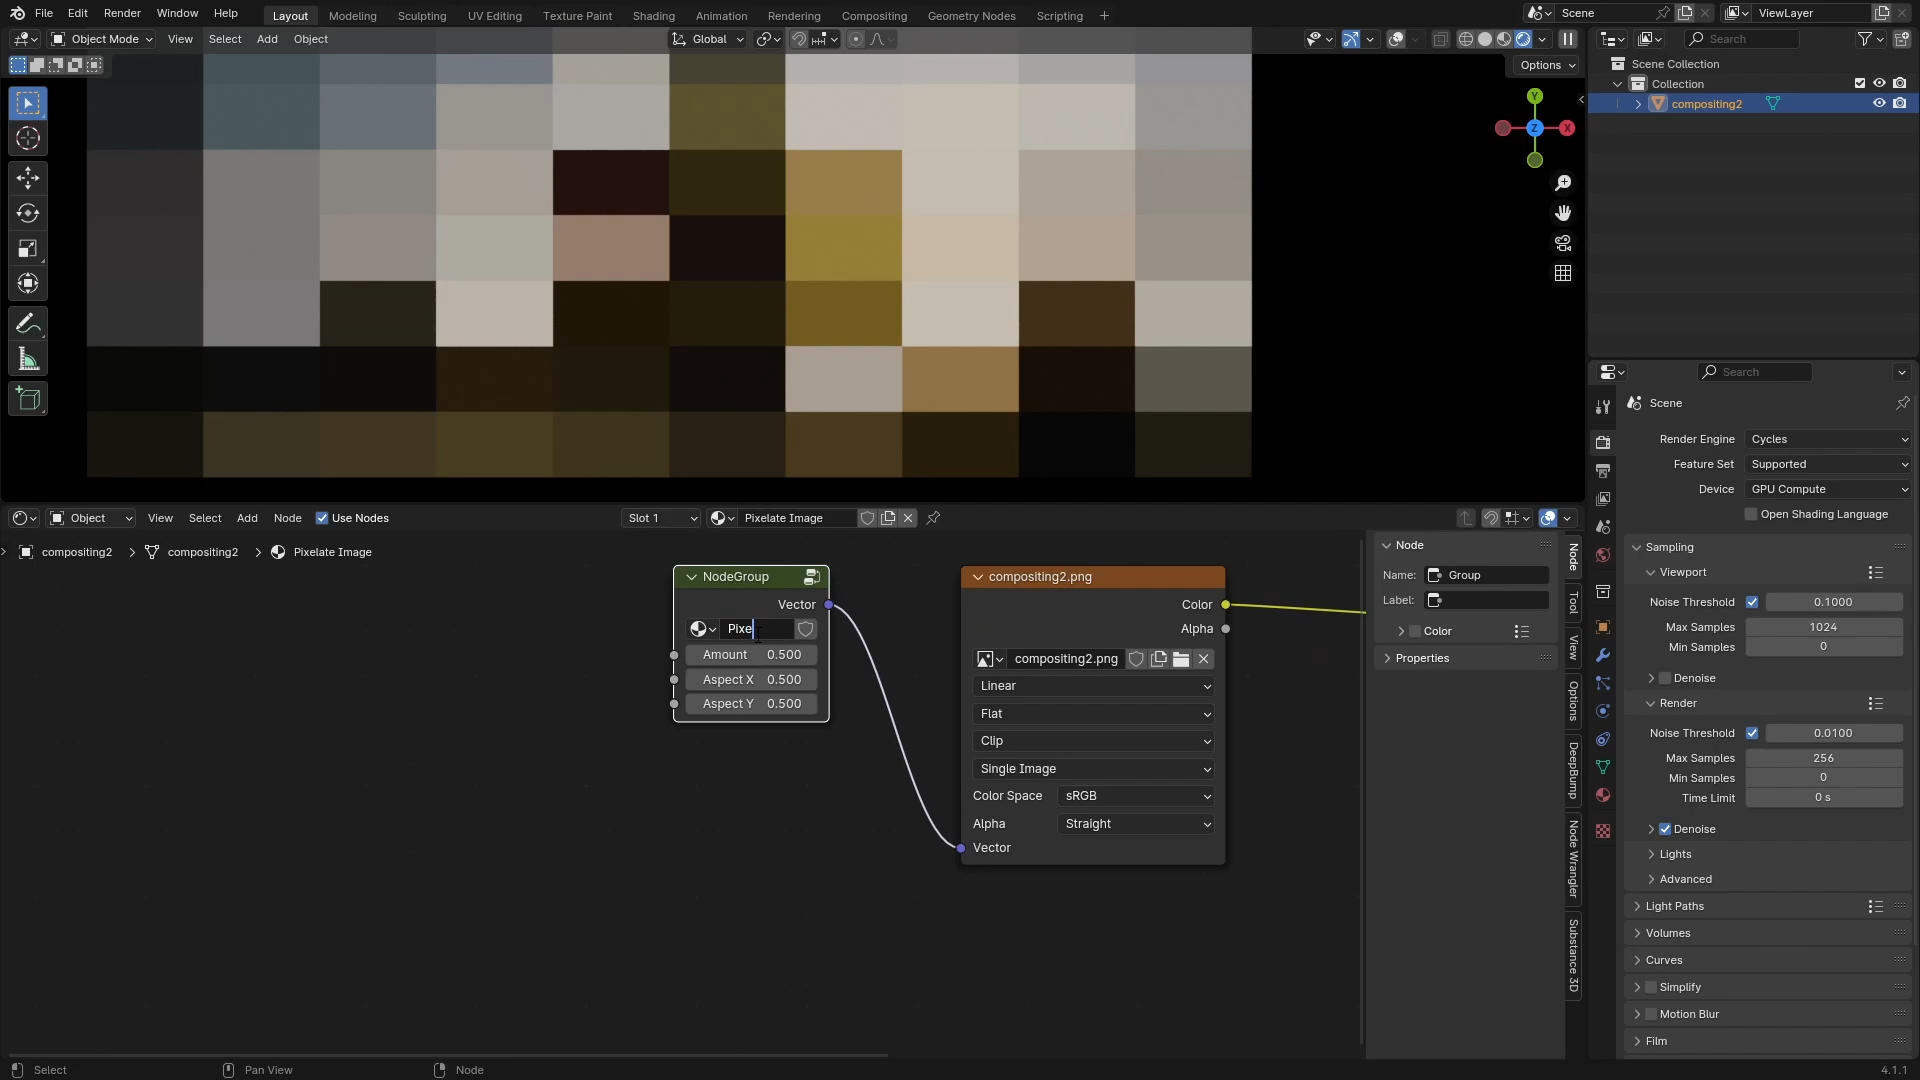 File Edit Render Window Help Layout Modeling Sculpting UV Editing Texture Paint Shading Animation Rendering Compositing Geometry Nodes Scripting + Scene ViewLayer
Object Mode View Select Add Object Global Search
Options
Y
Z X
Scene Collection
Collection
compositing2
Search
Scene
Render Engine Cycles
Feature Set Supported
Device GPU Compute
Open Shading Language
Sampling
Viewport
Noise Threshold 0.1000
Max Samples 1024
Min Samples 0
Denoise
Render
Noise Threshold 0.0100
Max Samples 256
Min Samples 0
Time Limit 0 s
Denoise
Lights
Advanced
Light Paths
Volumes
Curves
Simplify
Motion Blur
Film
Object View Select Add Node Use Nodes Slot 1 Pixelate Image
compositing2 compositing2 Pixelate Image
NodeGroup
Vector
Pixe
Amount 0.500
Aspect X 0.500
Aspect Y 0.500
compositing2.png
Color
Alpha
compositing2.png
Linear
Flat
Clip
Single Image
Color Space sRGB
Alpha Straight
Vector
Node
Name: Group
Label:
Color
Properties
Node
Tool
View
Options
DeepBump
Node Wrangler
Substance 3D
Select Pan View Node 4.1.1